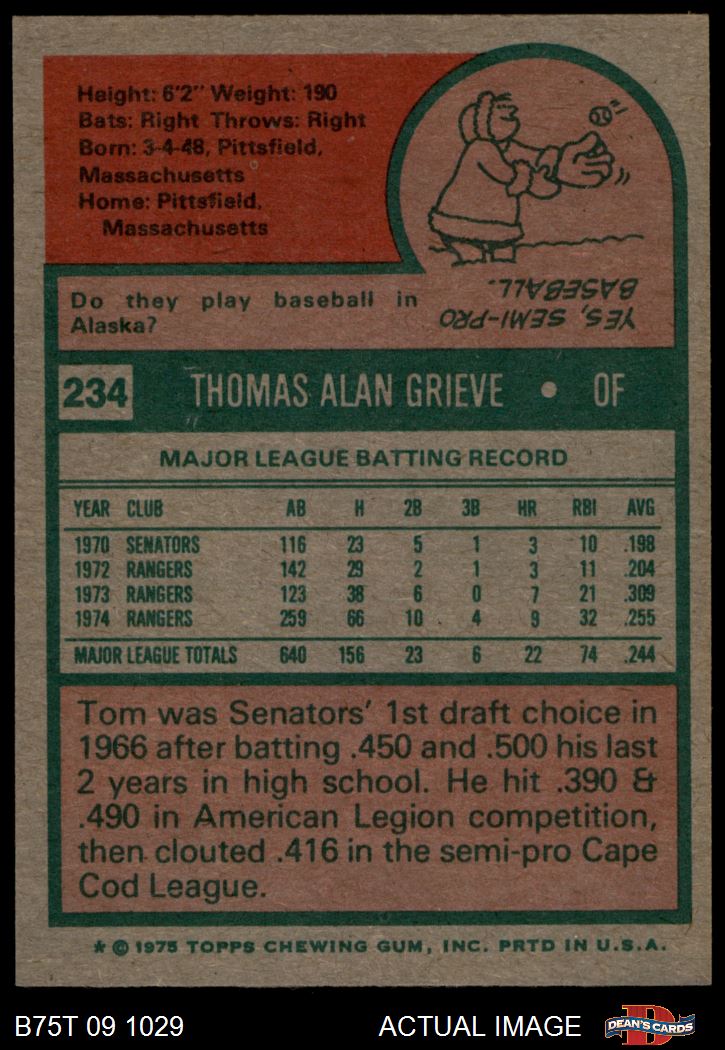 Height: 6'2" Weight: 190
Bats: Right Throws: Right
Born: 3-4-48, Pittsfield,
Massachusetts
Home: Pittsfield,
Massachusetts
Do they play baseball in
Alaska?
YES, SEMI-PRO
BASEBALL.
234 THOMAS ALAN GRIEVE • OF
MAJOR LEAGUE BATTING RECORD
YEAR CLUB AB H 2B 3B HR RBI AVG
1970 SENATORS 116 23 5 1 3 10 .198
1972 RANGERS 142 29 2 1 3 11 .204
1973 RANGERS 123 38 6 0 7 21 .309
1974 RANGERS 259 66 10 4 9 32 .255
MAJOR LEAGUE TOTALS 640 156 23 6 22 74 .244
Tom was Senators' 1st draft choice in
1966 after batting .450 and .500 his last
2 years in high school. He hit .390 &
.490 in American Legion competition,
then clouted .416 in the semi-pro Cape
Cod League.
* © 1975 TOPPS CHEWING GUM, INC. PRTD IN U.S.A.
B75T 09 1029 ACTUAL IMAGE D DEAN'S CARDS